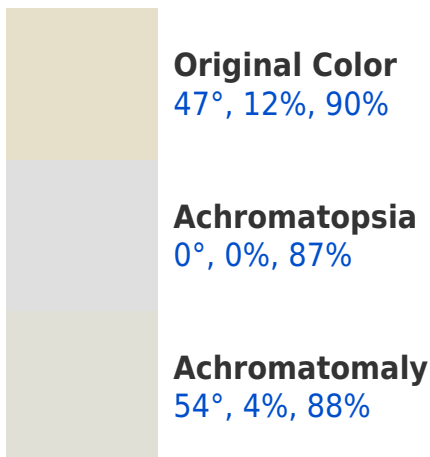 Original Color
47°, 12%, 90%
Achromatopsia
0°, 0%, 87%
Achromatomaly
54°, 4%, 88%